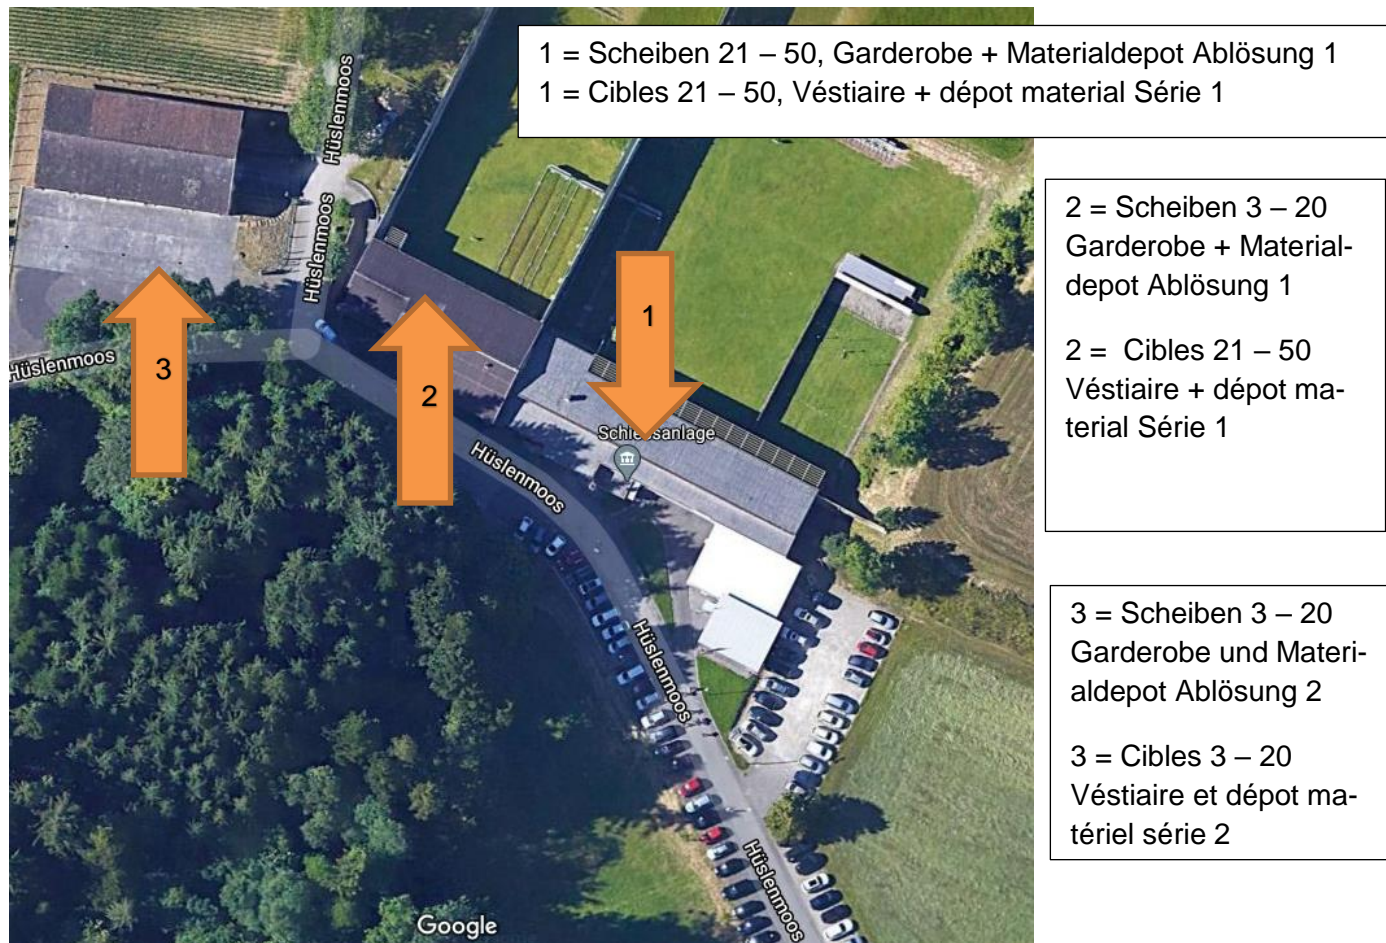 1 = Scheiben 21 – 50, Garderobe + Materialdepot Ablösung 1
1 = Cibles 21 – 50, Véstiaire + dépot material Série 1
2 = Scheiben 3 – 20
Garderobe + Material-
depot Ablösung 1
2 =  Cibles 21 – 50
Véstiaire + dépot ma-
terial Série 1
3 = Scheiben 3 – 20
Garderobe und Materi-
aldepot Ablösung 2
3 = Cibles 3 – 20
Véstiaire et dépot ma-
tériel série 2
Hüslenmoos
Hüslenmoos
Hüslenmoos
3
2
1
Schiessanlage
Hüslenmoos
Hüslenmoos
Hüslenmoos
Google